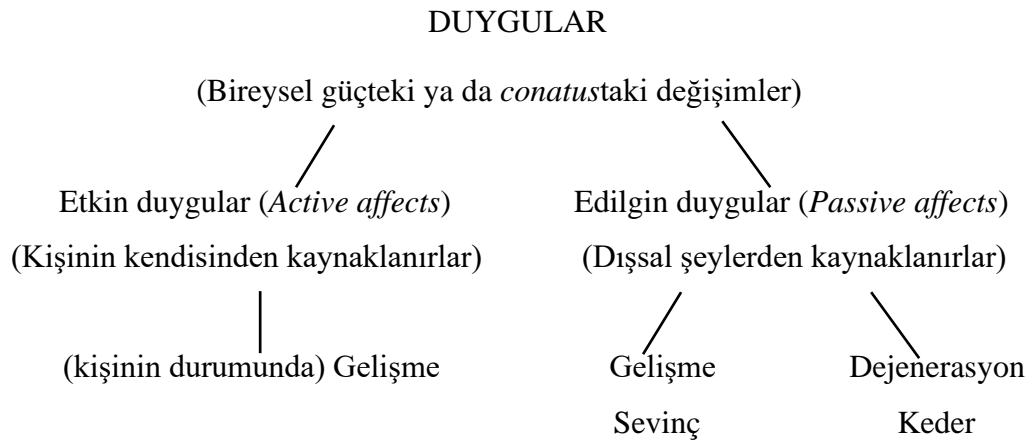 DUYGULAR
(Bireysel güçteki ya da conatustaki değişimler)
Etkin duygular (Active affects) Edilgin duygular (Passive affects)
(Kişinin kendisinden kaynaklanırlar) (Dışsal şeylerden kaynaklanırlar)
(kişinin durumunda) Gelişme Gelişme Dejenerasyon
Sevinç Keder